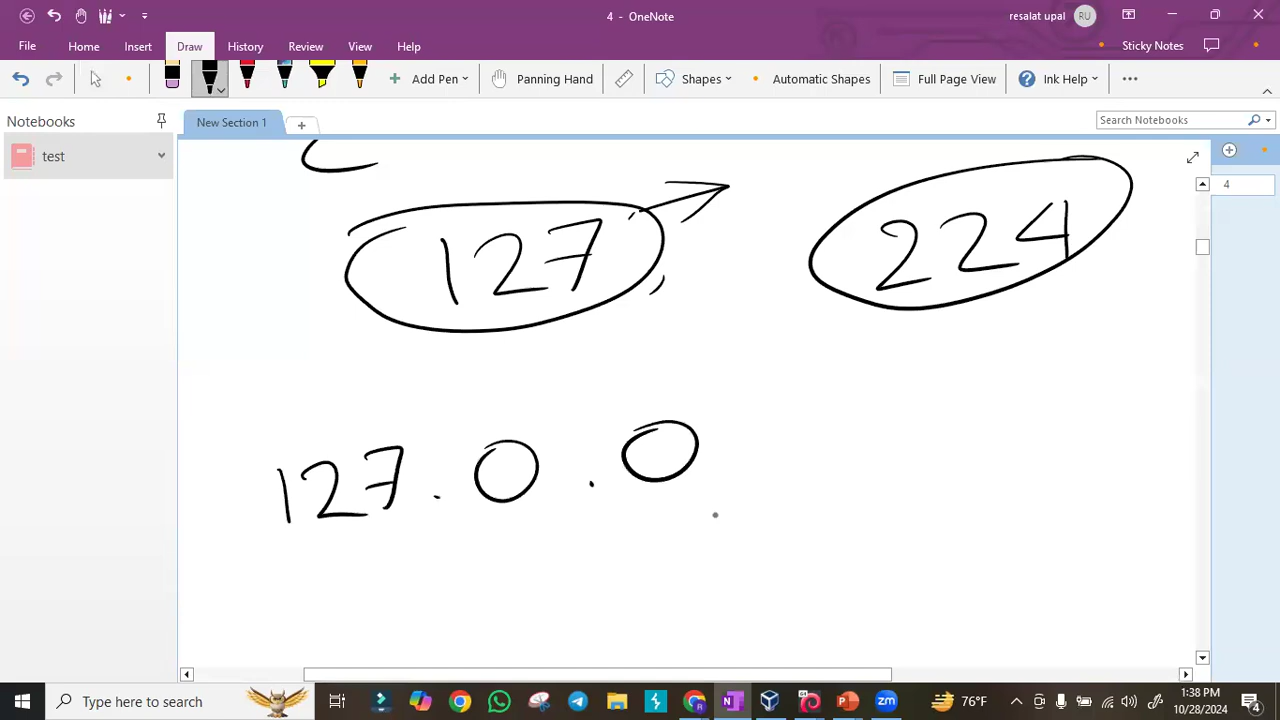 4 - OneNote
resalat upal
RU
File
Home
Insert
Draw
History
Review
View
Help
Sticky Notes
Add Pen
Panning Hand
Shapes
Automatic Shapes
Full Page View
Ink Help
Notebooks
New Section 1
Search Notebooks
test
4
127, 224
127.0.0
Type here to search
76°F
1:38 PM
10/28/2024
4